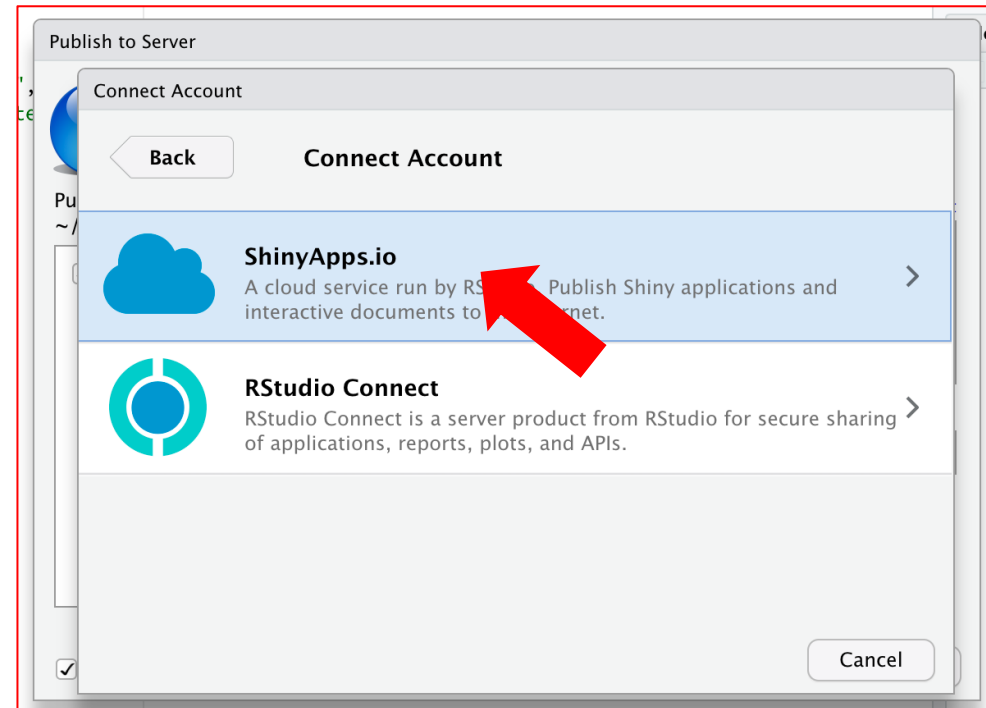 Publish to Server
Connect Account
Back
Connect Account
Pu
~/
ShinyApps.io
A cloud service run by RS Publish Shiny applications and
interactive documents to rnet.
RStudio Connect
RStudio Connect is a server product from RStudio for secure sharing
of applications, reports, plots, and APIs.
Cancel